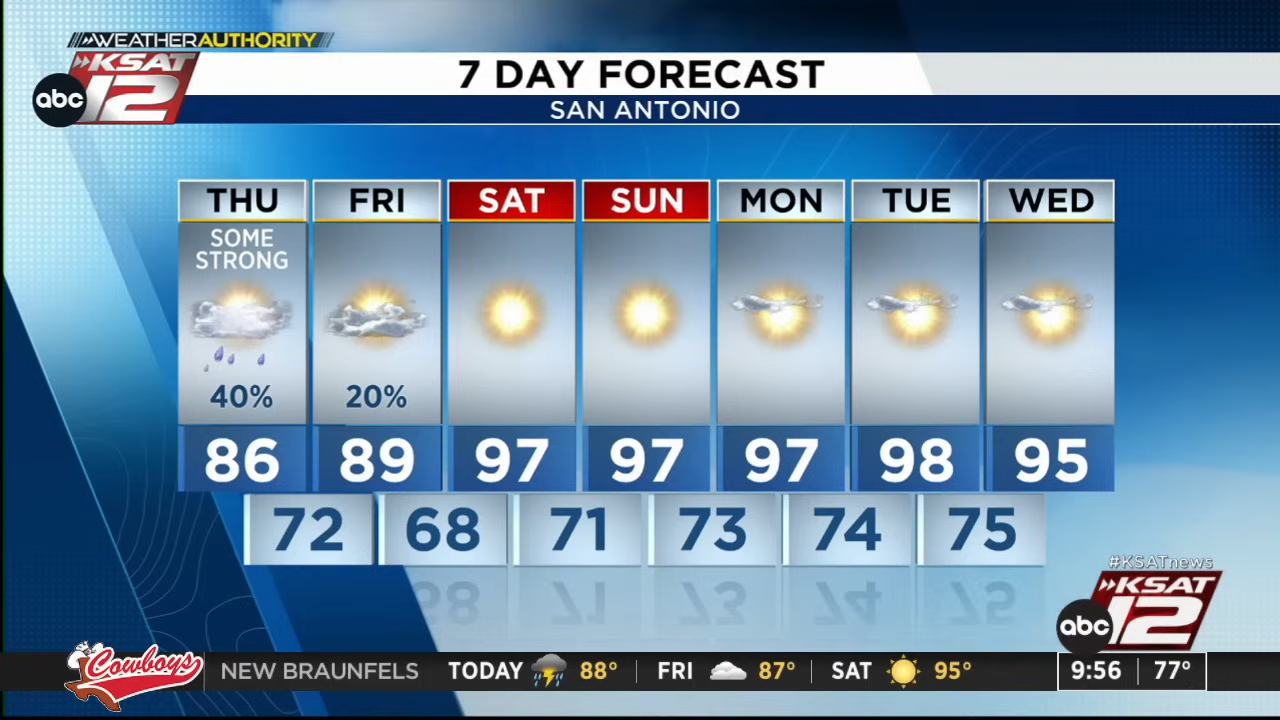 WEATHERAUTHORITY
KSAT
abc 12
7 DAY FORECAST
SAN ANTONIO
THU FRI SAT SUN MON TUE WED
SOME
STRONG
40% 20%
86 89 97 97 97 98 95
72 68 71 73 74 75
#KSATnews
KSAT
abc 12
Cowboys NEW BRAUNFELS TODAY 88° FRI 87° SAT 95° 9:56 77°